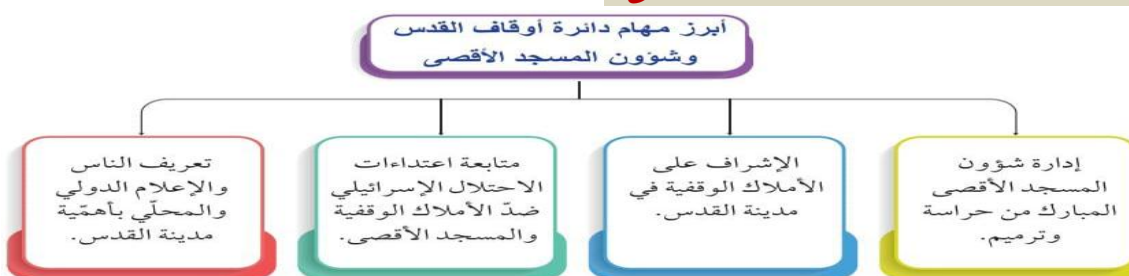 أبرز مهام دائرة أوقاف القدس
وشؤون المسجد الأقصى
إدارة شؤون
المسجد الأقصى
المبارك من حراسة
وترميم.
الإشراف على
الأملاك الوقفية في
مدينة القدس.
متابعة اعتداءات
الاحتلال الإسرائيلي
ضدّ الأملاك الوقفية
والمسجد الأقصى.
تعريف الناس
والإعلام الدولي
والمحلّي بأهمّية
مدينة القدس.